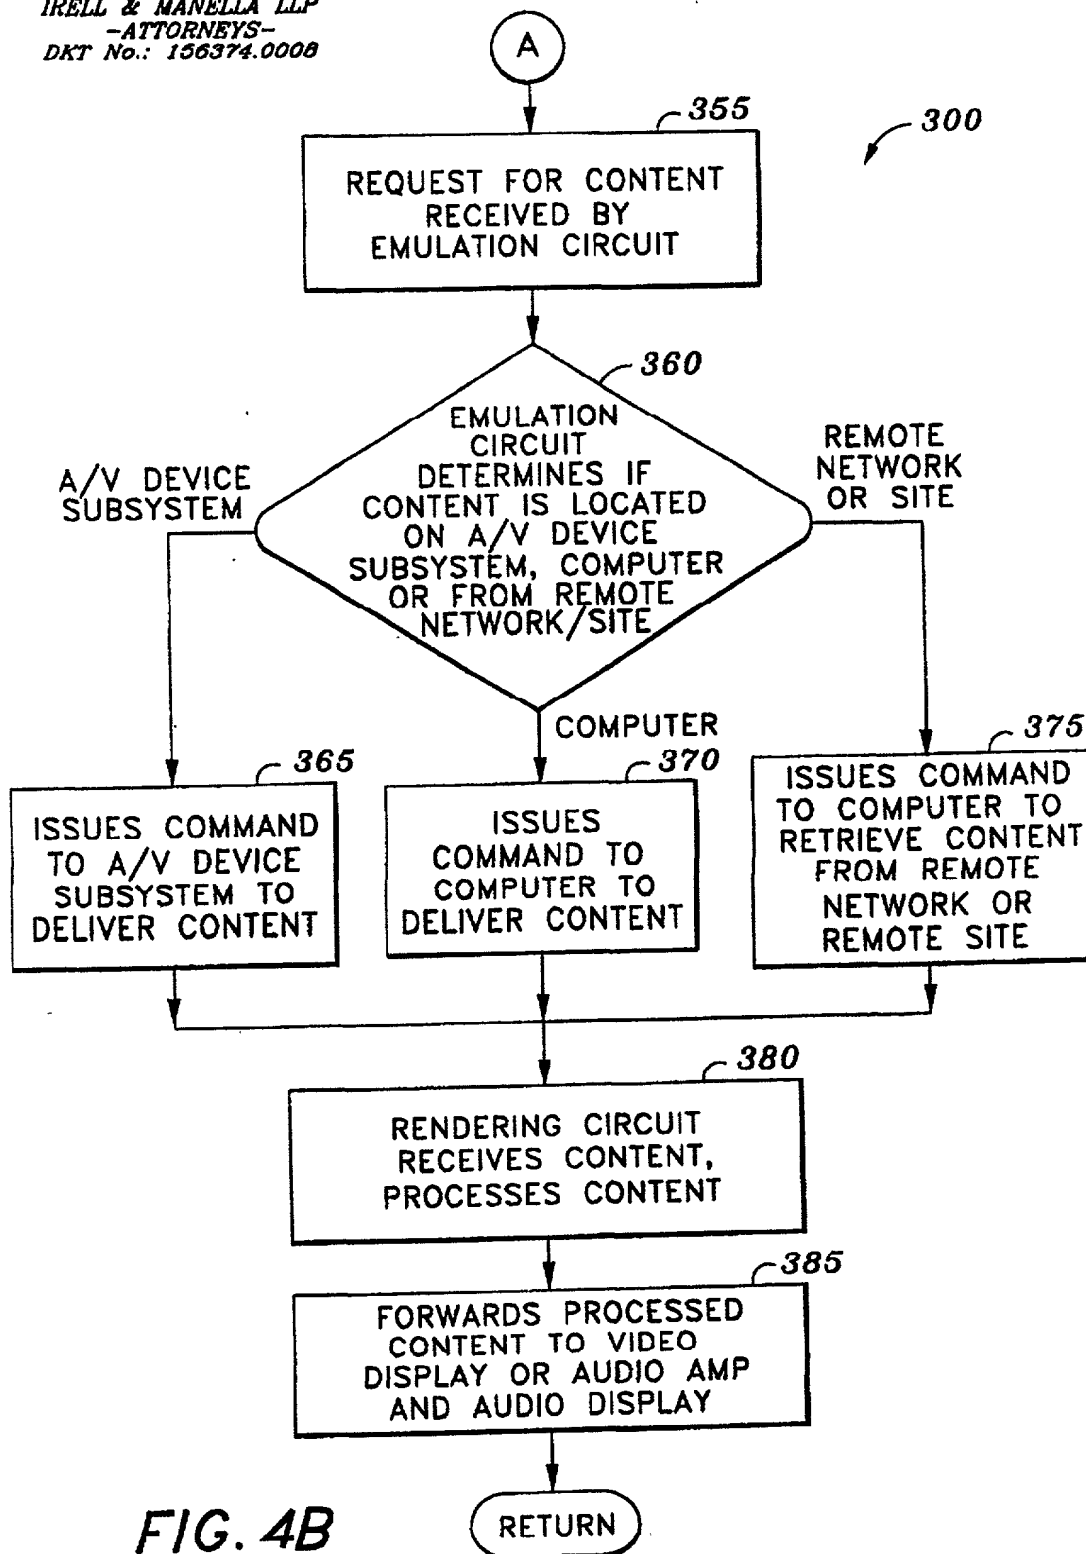 IRELL & MANELLA LLP
-ATTORNEYS-
DKT No.: 156374.0008
A
355
300
REQUEST FOR CONTENT
RECEIVED BY
EMULATION CIRCUIT
360
EMULATION
CIRCUIT
DETERMINES IF
CONTENT IS LOCATED
ON A/V DEVICE
SUBSYSTEM, COMPUTER
OR FROM REMOTE
NETWORK/SITE
A/V DEVICE
SUBSYSTEM
REMOTE
NETWORK
OR SITE
COMPUTER
365
ISSUES COMMAND
TO A/V DEVICE
SUBSYSTEM TO
DELIVER CONTENT
370
ISSUES
COMMAND TO
COMPUTER TO
DELIVER CONTENT
375
ISSUES COMMAND
TO COMPUTER TO
RETRIEVE CONTENT
FROM REMOTE
NETWORK OR
REMOTE SITE
380
RENDERING CIRCUIT
RECEIVES CONTENT,
PROCESSES CONTENT
385
FORWARDS PROCESSED
CONTENT TO VIDEO
DISPLAY OR AUDIO AMP
AND AUDIO DISPLAY
RETURN
FIG. 4B